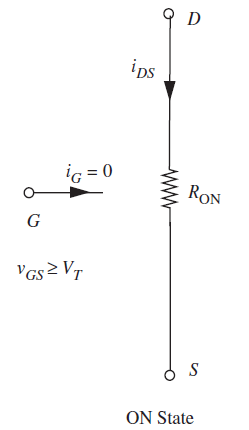 D
i_DS
i_G = 0
R_ON
G
v_GS ≥ V_T
S
ON State